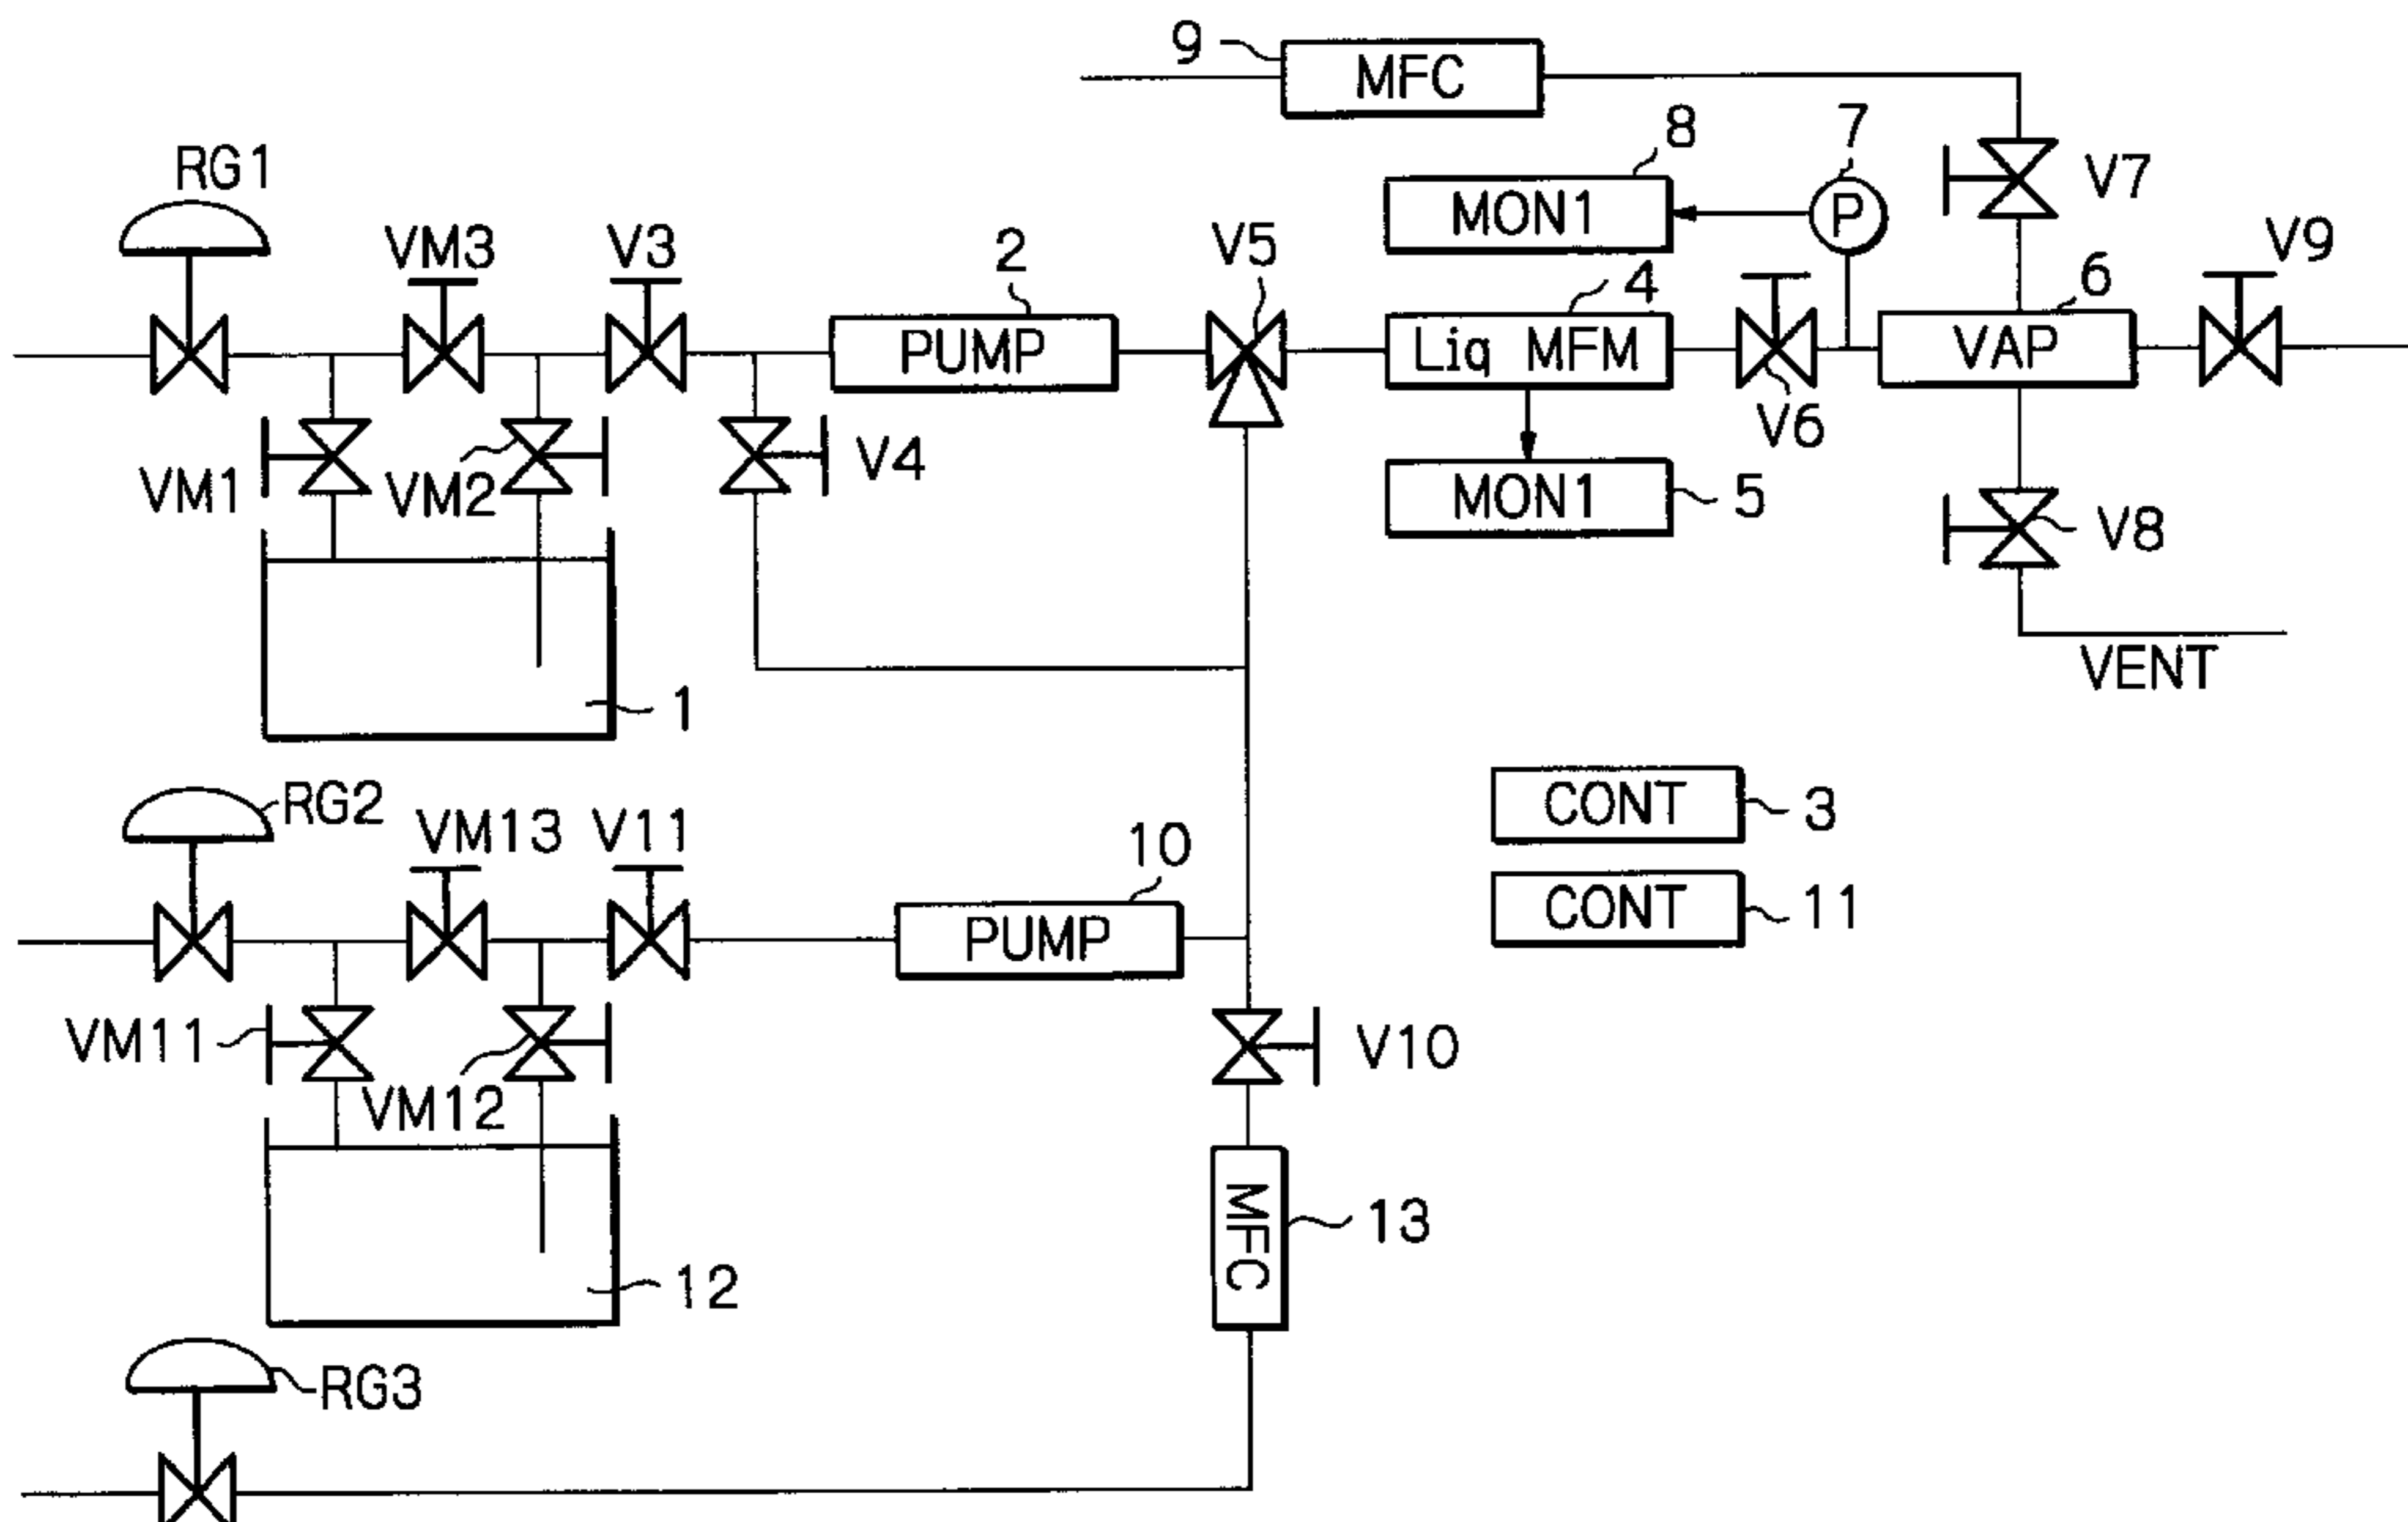 9 MFC
8 7
RG1 MON1 P V7
VM3 V3 2 V5 V9
4 6
PUMP Liq MFM VAP
VM1 VM2 V4 V6
MON1 5 V8
VENT
1
RG2 CONT 3
VM13 V11 10
CONT 11
PUMP
VM11 V10
VM12
MFC 13
12
RG3